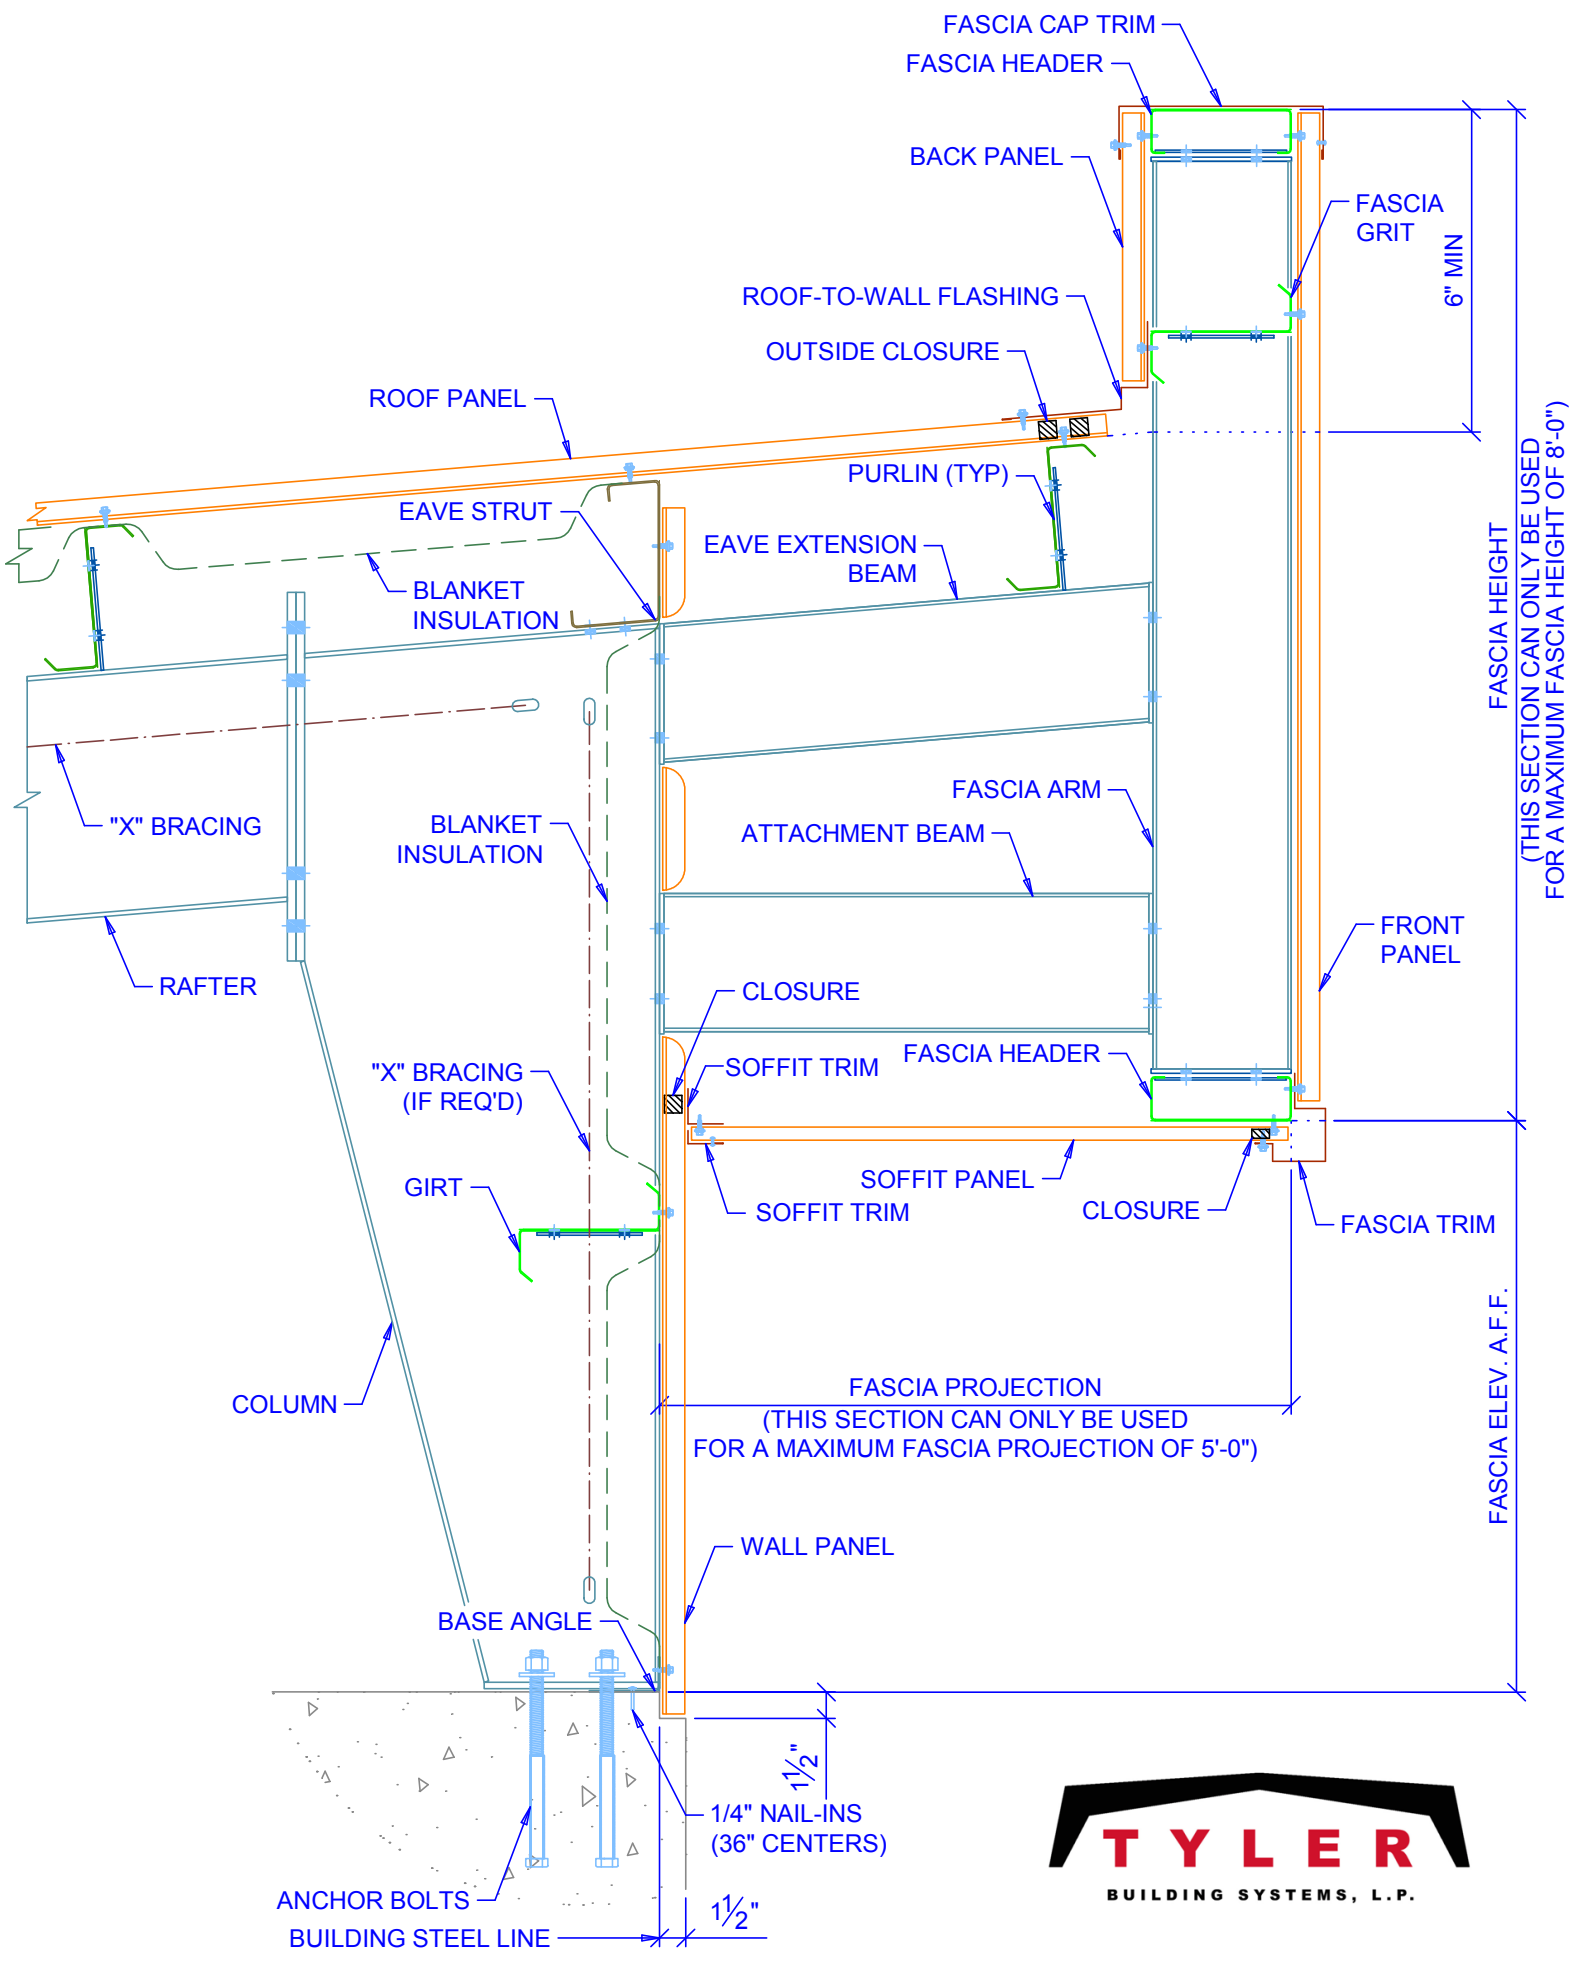 FASCIA CAP TRIM
FASCIA HEADER
BACK PANEL
FASCIA
GRIT
6" MIN
ROOF-TO-WALL FLASHING
OUTSIDE CLOSURE
ROOF PANEL
PURLIN (TYP)
EAVE STRUT
EAVE EXTENSION
BEAM
BLANKET
INSULATION
FASCIA HEIGHT
(THIS SECTION CAN ONLY BE USED
FOR A MAXIMUM FASCIA HEIGHT OF 8'-0")
"X" BRACING
BLANKET
INSULATION
FASCIA ARM
ATTACHMENT BEAM
FRONT
PANEL
RAFTER
CLOSURE
"X" BRACING
(IF REQ'D)
SOFFIT TRIM
FASCIA HEADER
GIRT
SOFFIT TRIM
SOFFIT PANEL
CLOSURE
FASCIA TRIM
COLUMN
FASCIA PROJECTION
(THIS SECTION CAN ONLY BE USED
FOR A MAXIMUM FASCIA PROJECTION OF 5'-0")
FASCIA ELEV. A.F.F.
WALL PANEL
BASE ANGLE
1½"
1/4" NAIL-INS
(36" CENTERS)
ANCHOR BOLTS
1½"
BUILDING STEEL LINE
TYLER
BUILDING SYSTEMS, L.P.